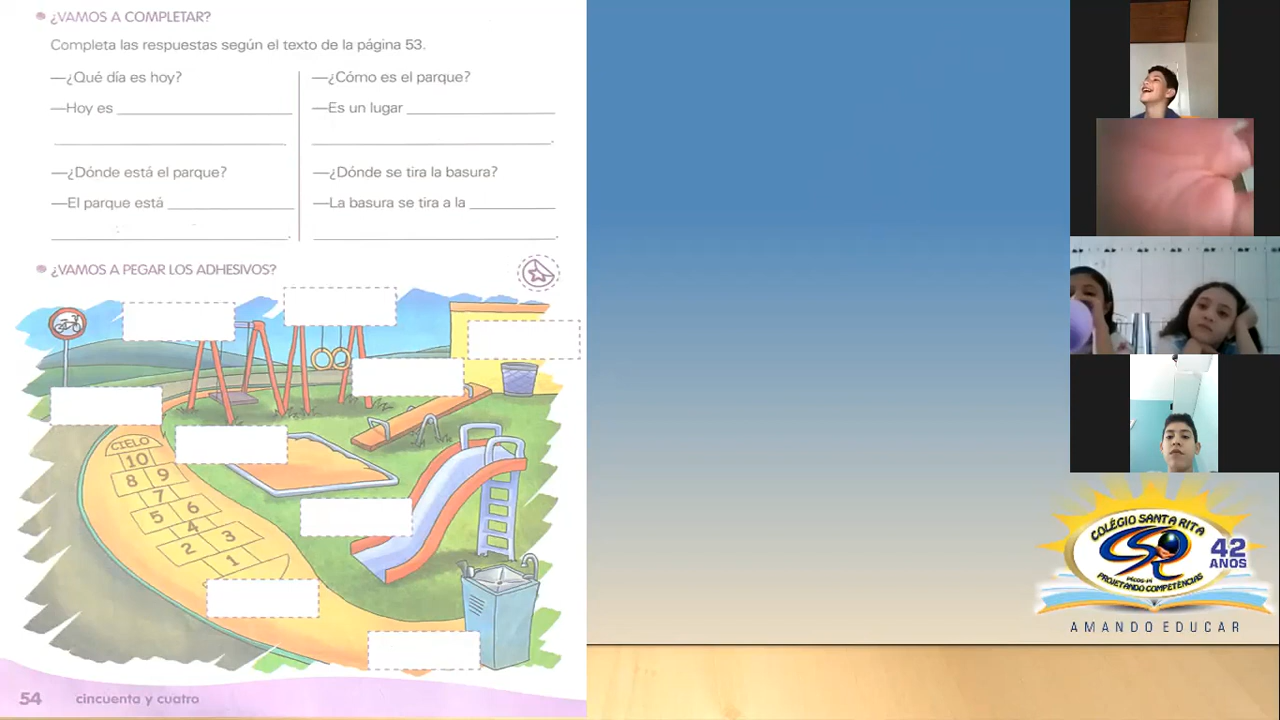 ¿VAMOS A COMPLETAR?
Completa las respuestas según el texto de la página 53.
—¿Qué día es hoy?
—Hoy es
—¿Dónde está el parque?
—El parque está
—¿Cómo es el parque?
—Es un lugar
—¿Dónde se tira la basura?
—La basura se tira a la
¿VAMOS A PEGAR LOS ADHESIVOS?
CIELO
10
8 9
7
5 6
4
2 3
1
54 cincuenta y cuatro
COLÉGIO SANTA RITA
SR
42
ANOS
PICOS-PI
PROJETANDO COMPETÊNCIAS
AMANDO EDUCAR